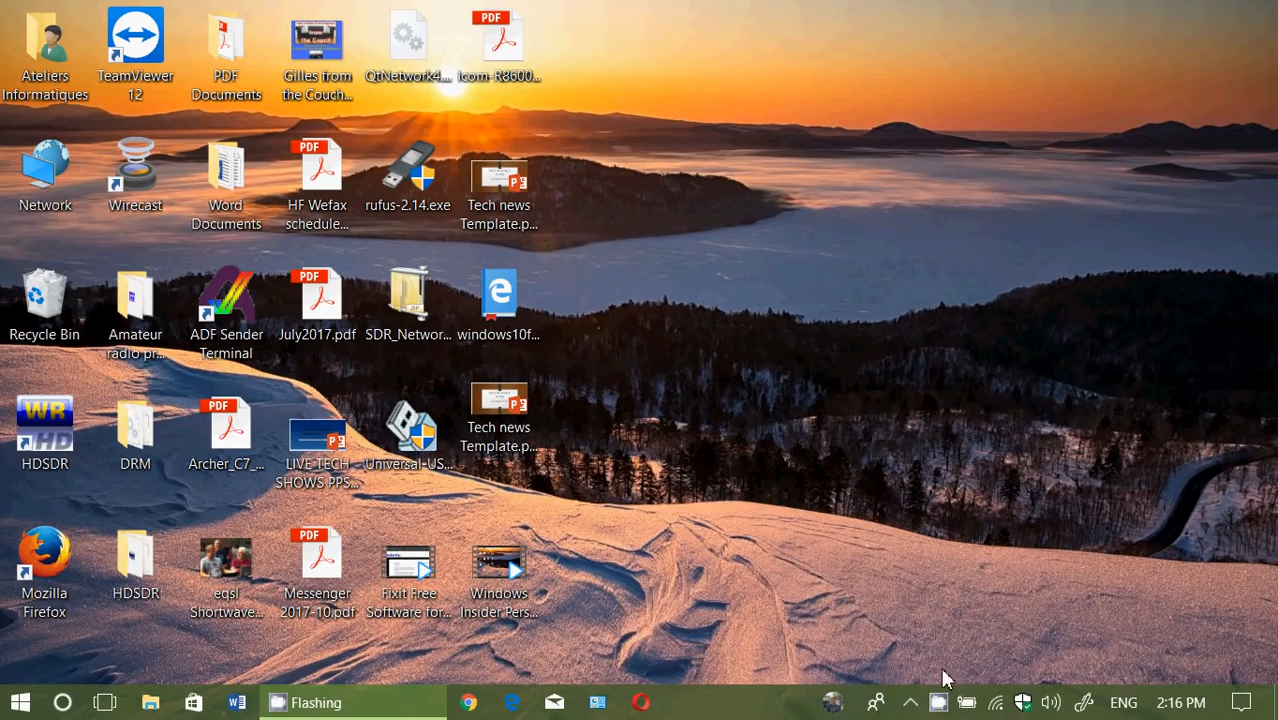 Ateliers
Informatiques
TeamViewer
12
PDF
Documents
Gilles from
the Couch...
QtNetwork4....
Icom-R8600...
Network
Wirecast
Word
Documents
PDF
HF Wefax
schedule...
rufus-2.14.exe
Tech news
Template.p...
Recycle Bin
Amateur
radio pr...
ADF Sender
Terminal
PDF
July2017.pdf
SDR_Networ...
windows10f...
WR
HD
HDSDR
DRM
PDF
Archer_C7_...
LIVE TECH
SHOWS PPS...
Universal-US...
Tech news
Template.p...
Mozilla
Firefox
HDSDR
eqsl
Shortwave...
PDF
Messenger
2017-10.pdf
Fixit Free
Software for...
Windows
Insider Pers...
Flashing
ENG
2:16 PM